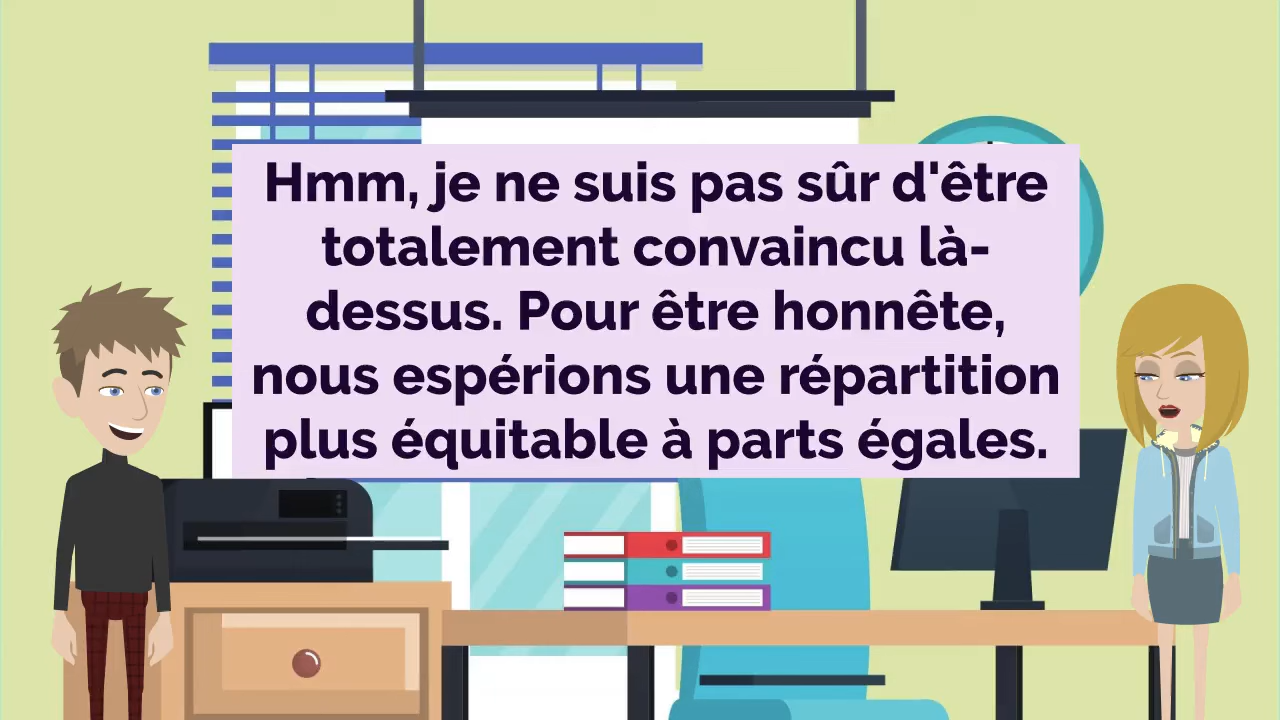 Hmm, je ne suis pas sûr d'être
totalement convaincu là-
dessus. Pour être honnête,
nous espérions une répartition
plus équitable à parts égales.